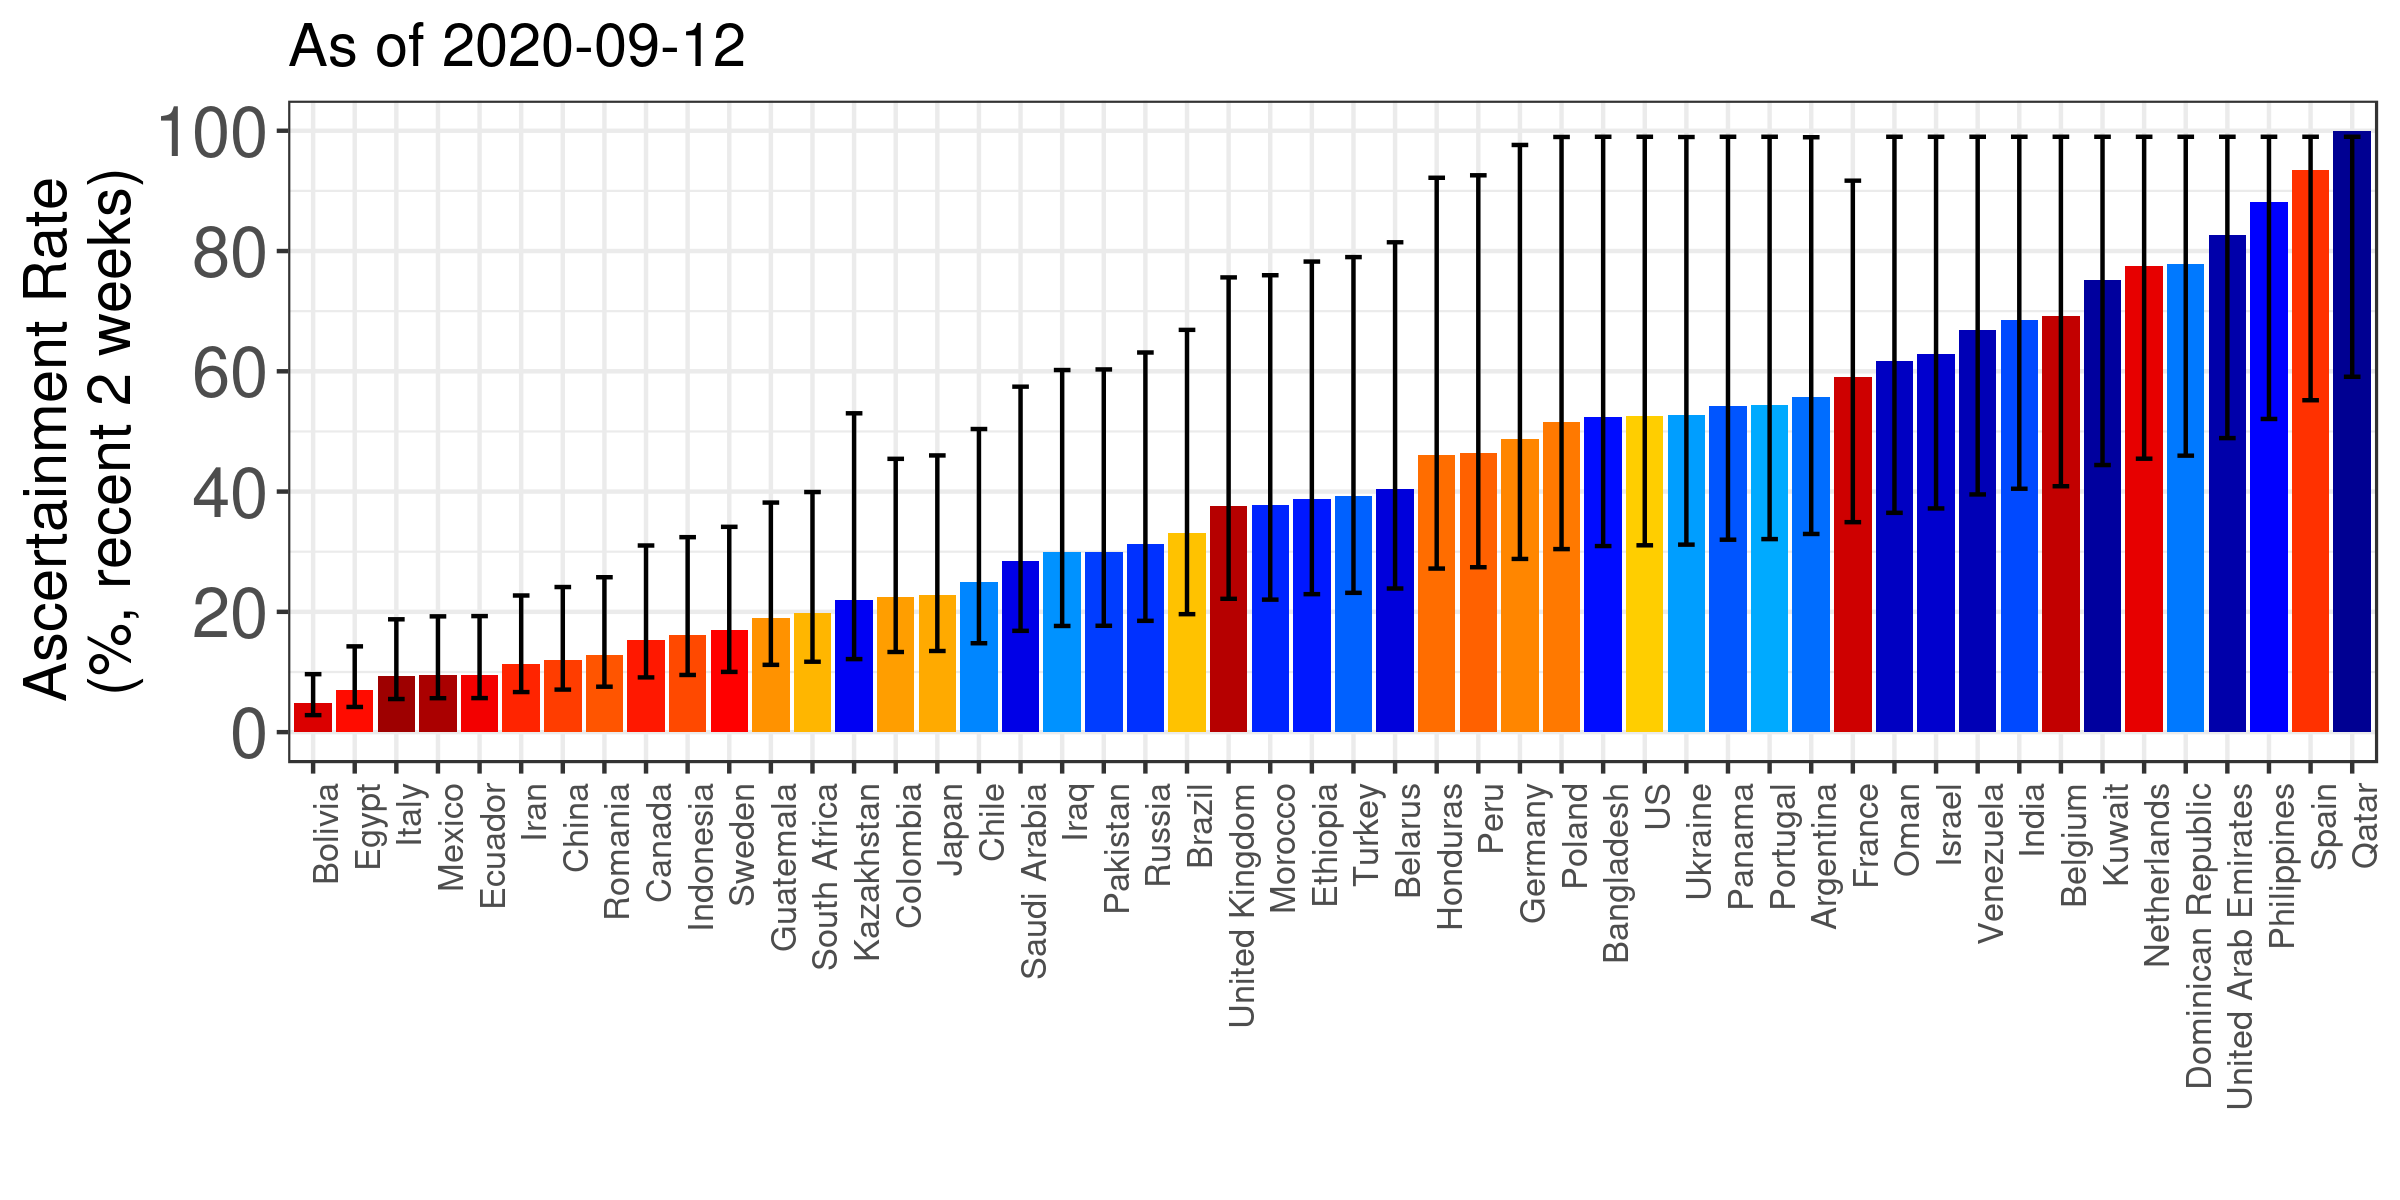 As of 2020-09-12
Ascertainment Rate
(%, recent 2 weeks)
100
80
60
40
20
0
Bolivia
Egypt
Italy
Mexico
Ecuador
Iran
China
Romania
Canada
Indonesia
Sweden
Guatemala
South Africa
Kazakhstan
Colombia
Japan
Chile
Saudi Arabia
Iraq
Pakistan
Russia
Brazil
United Kingdom
Morocco
Ethiopia
Turkey
Belarus
Honduras
Peru
Germany
Poland
Bangladesh
US
Ukraine
Panama
Portugal
Argentina
France
Oman
Israel
Venezuela
India
Belgium
Kuwait
Netherlands
Dominican Republic
United Arab Emirates
Philippines
Spain
Qatar